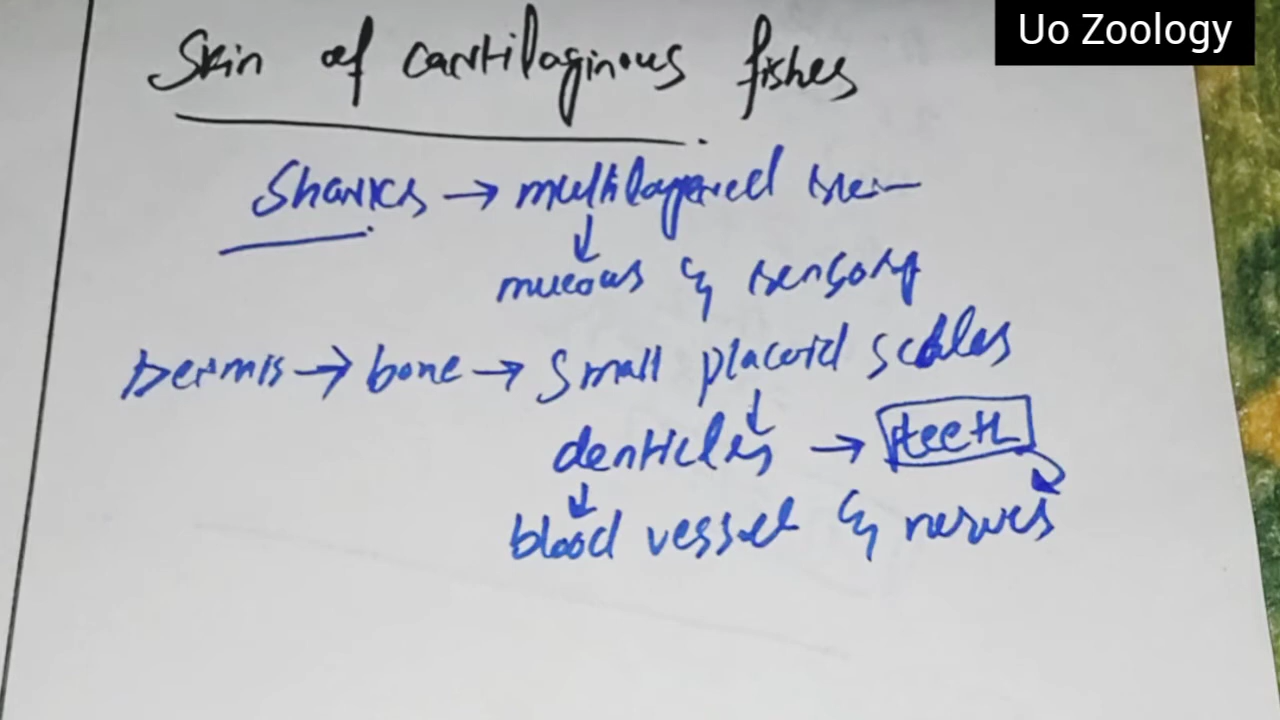 Uo Zoology
Skin of cartilaginous fishes
Sharks → multilayered
↓
mucous & sensory
Dermis → bone → Small placoid scales
↓
denticles → teeth
↓
blood vessel & nerves